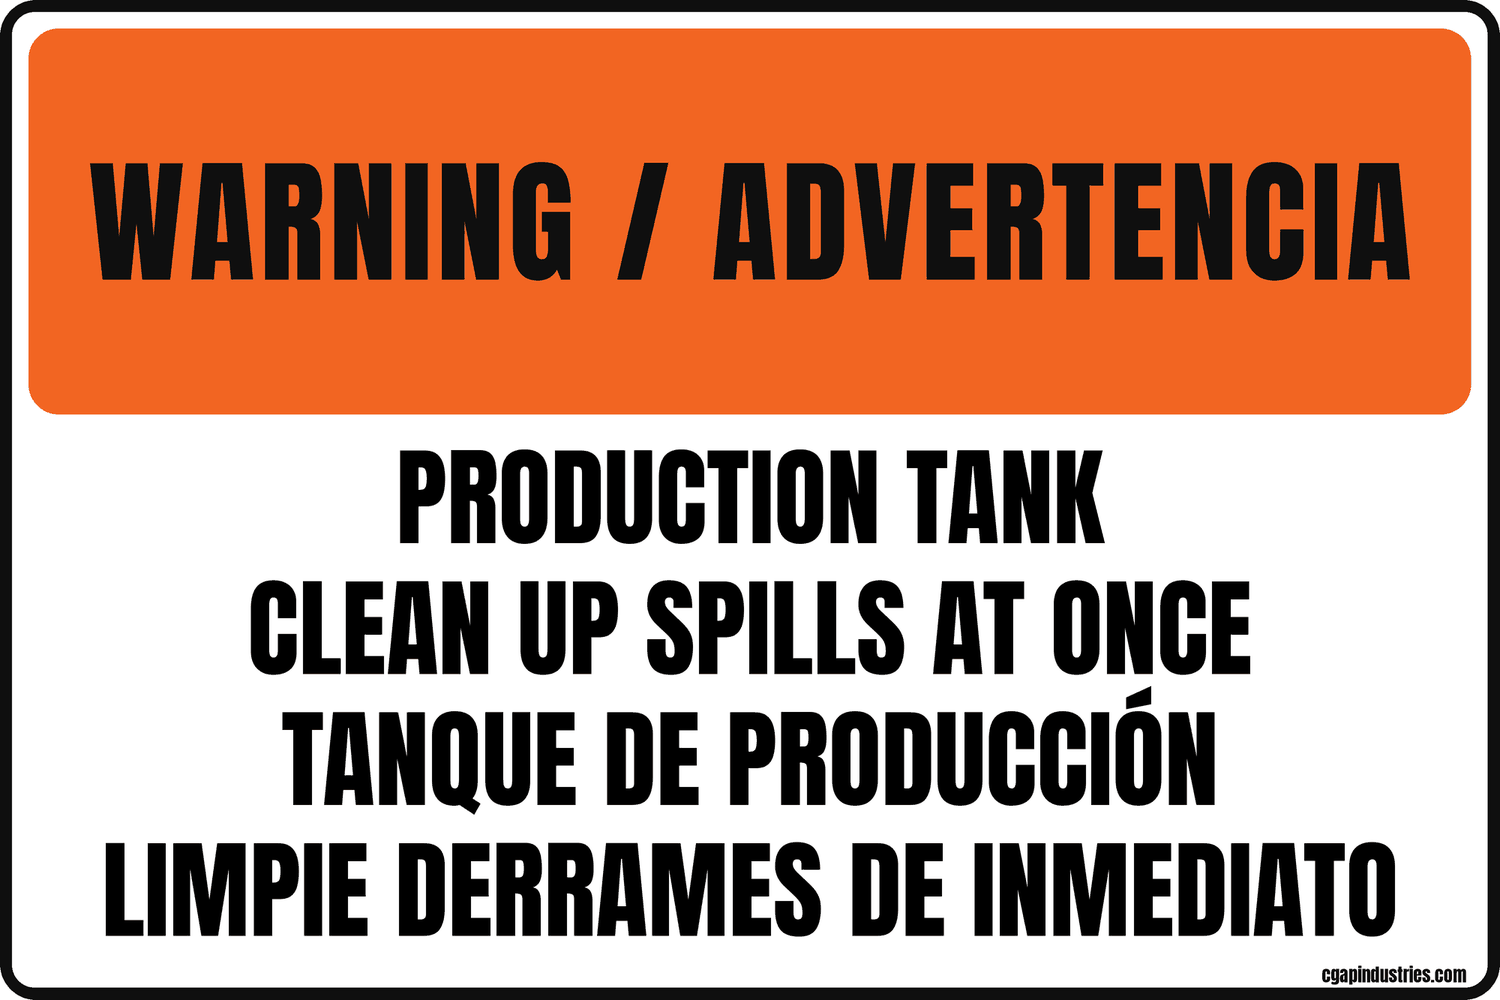 WARNING / ADVERTENCIA
PRODUCTION TANK
CLEAN UP SPILLS AT ONCE
TANQUE DE PRODUCCIÓN
LIMPIE DERRAMES DE INMEDIATO
cgapindustries.com